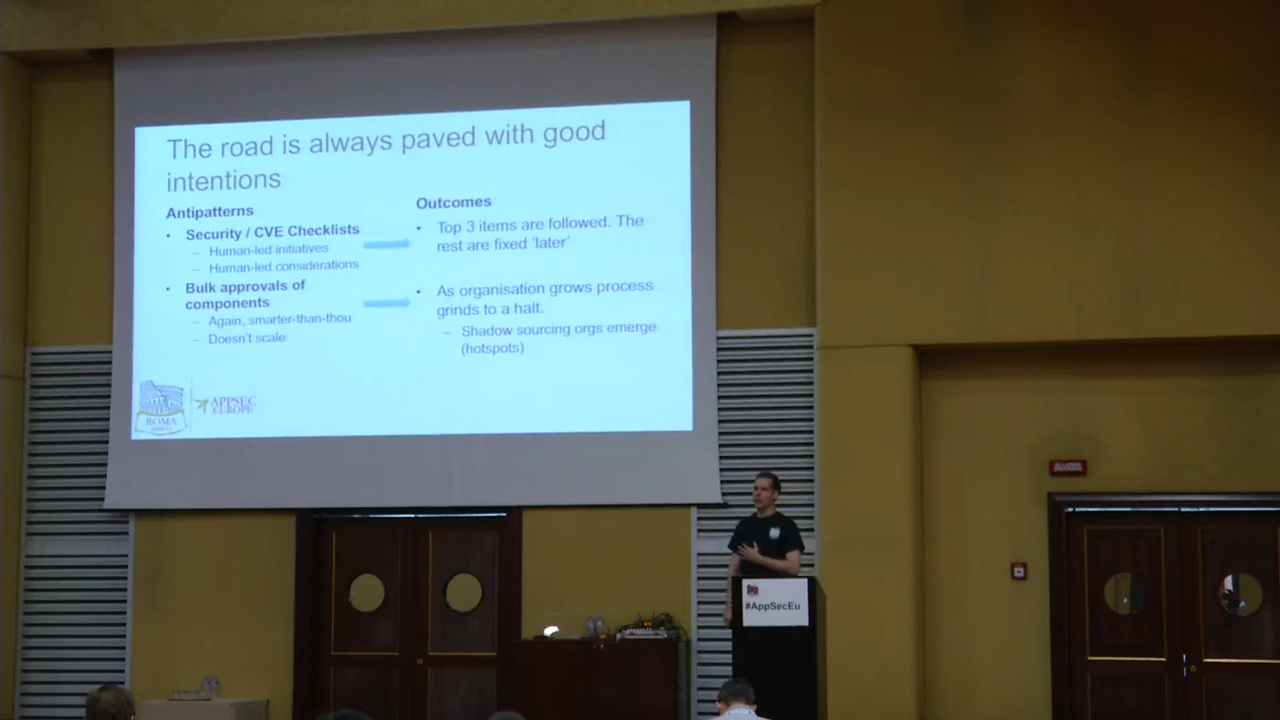 The road is always paved with good
intentions
Antipatterns
• Security / CVE Checklists
– Human-led initiatives
– Human-led considerations
• Bulk approvals of
components
– Again, smarter-than-thou
– Doesn't scale
Outcomes
• Top 3 items are followed. The
rest are fixed 'later'
• As organisation grows process
grinds to a halt.
– Shadow sourcing orgs emerge
(hotspots)
ROMA
APPSEC
EUROPE
#AppSecEu